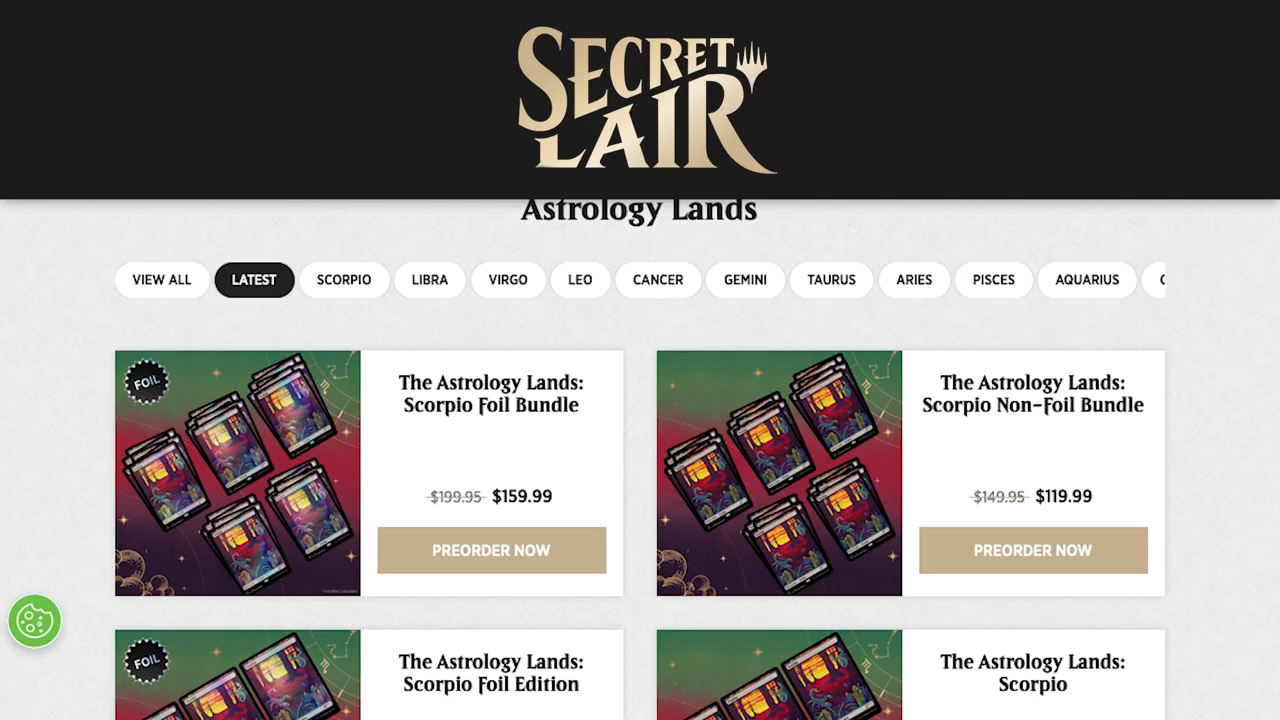 SECRET
LAIR
Astrology Lands
VIEW ALL
LATEST
SCORPIO
LIBRA
VIRGO
LEO
CANCER
GEMINI
TAURUS
ARIES
PISCES
AQUARIUS
FOIL
The Astrology Lands:
Scorpio Foil Bundle
$199.95 $159.99
PREORDER NOW
The Astrology Lands:
Scorpio Non-Foil Bundle
$149.95 $119.99
PREORDER NOW
FOIL
The Astrology Lands:
Scorpio Foil Edition
The Astrology Lands:
Scorpio